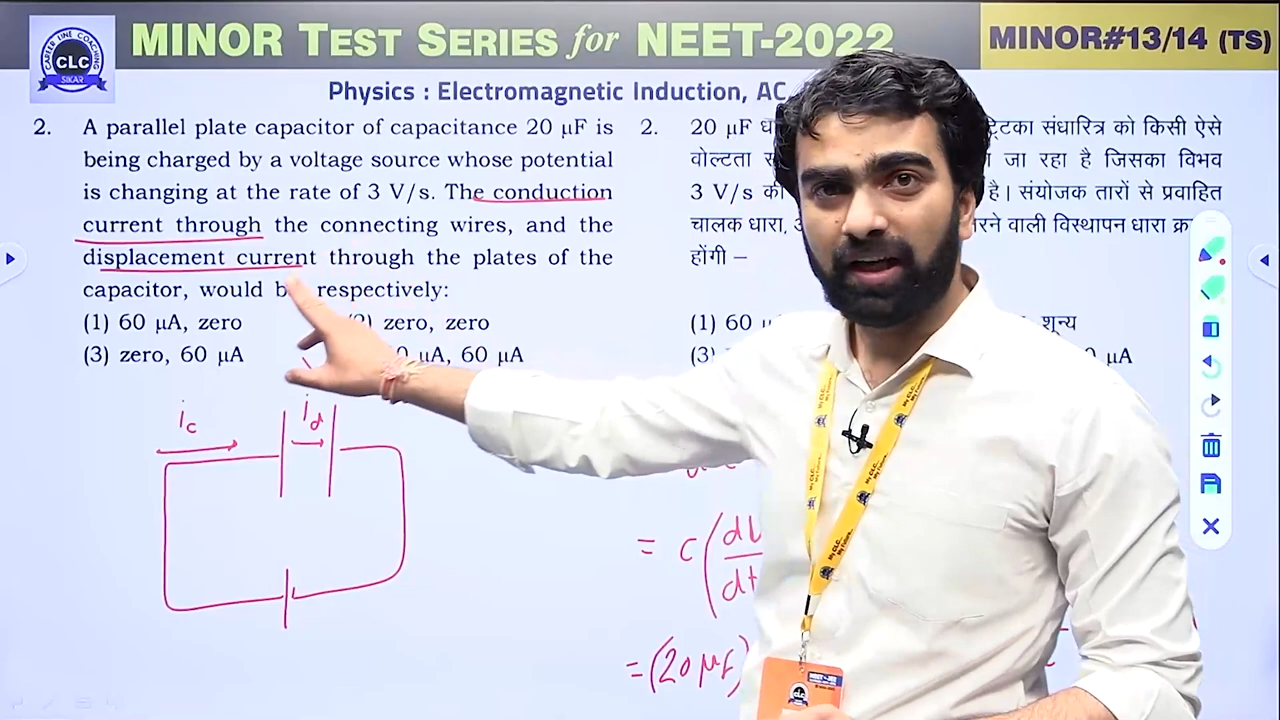 CAREER LINE COACHING
CLC
SIKAR
MINOR TEST SERIES for NEET-2022
MINOR#13/14 (TS)
Physics : Electromagnetic Induction, AC
2. A parallel plate capacitor of capacitance 20 µF is
being charged by a voltage source whose potential
is changing at the rate of 3 V/s. The conduction
current through the connecting wires, and the
displacement current through the plates of the
capacitor, would respectively:
(1) 60 µA, zero (2) zero, zero
(3) zero, 60 µA µA, 60 µA
2. 20 µF संधारित्र को किसी ऐसे
वोल्टता जा रहा है जिसका विभव
3 V/s की है। संयोजक तारों से प्रवाहित
चालक धारा, वाली विस्थापन धारा
होंगी –
(1) 60 शून्य
(3) µA
ic
id
= C(
= (20 µF)